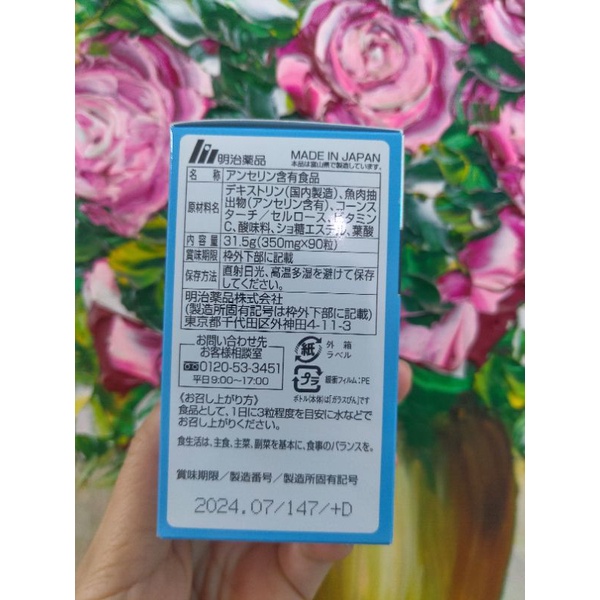 明治薬品 MADE IN JAPAN
本品は富山県で製造しています。
名 称 アンセリン含有食品
原材料名 デキストリン(国内製造)、魚肉抽
出物(アンセリン含有)、コーンス
ターチ/セルロース、ビタミン
C、酸味料、ショ糖エステル、葉酸
内 容 量 31.5g(350mg×90粒)
賞味期限 枠外下部に記載
保存方法 直射日光、高温多湿を避けて保存
してください。
明治薬品株式会社
(製造所固有記号は枠外下部に記載)
東京都千代田区外神田4-11-3
お問い合わせ先
お客様相談室
0120-53-3451
平日9:00〜17:00
紙 外 箱
ラベル
プラ 緩衝フィルム:PE
ボトル(本体)は「ガラスびん」です
《お召し上がり方》
食品として、1日に3粒程度を目安に水などで
お召し上がりください。
食生活は、主食、主菜、副菜を基本に、食事のバランスを。
賞味期限/製造番号/製造所固有記号
2024.07/147/+D